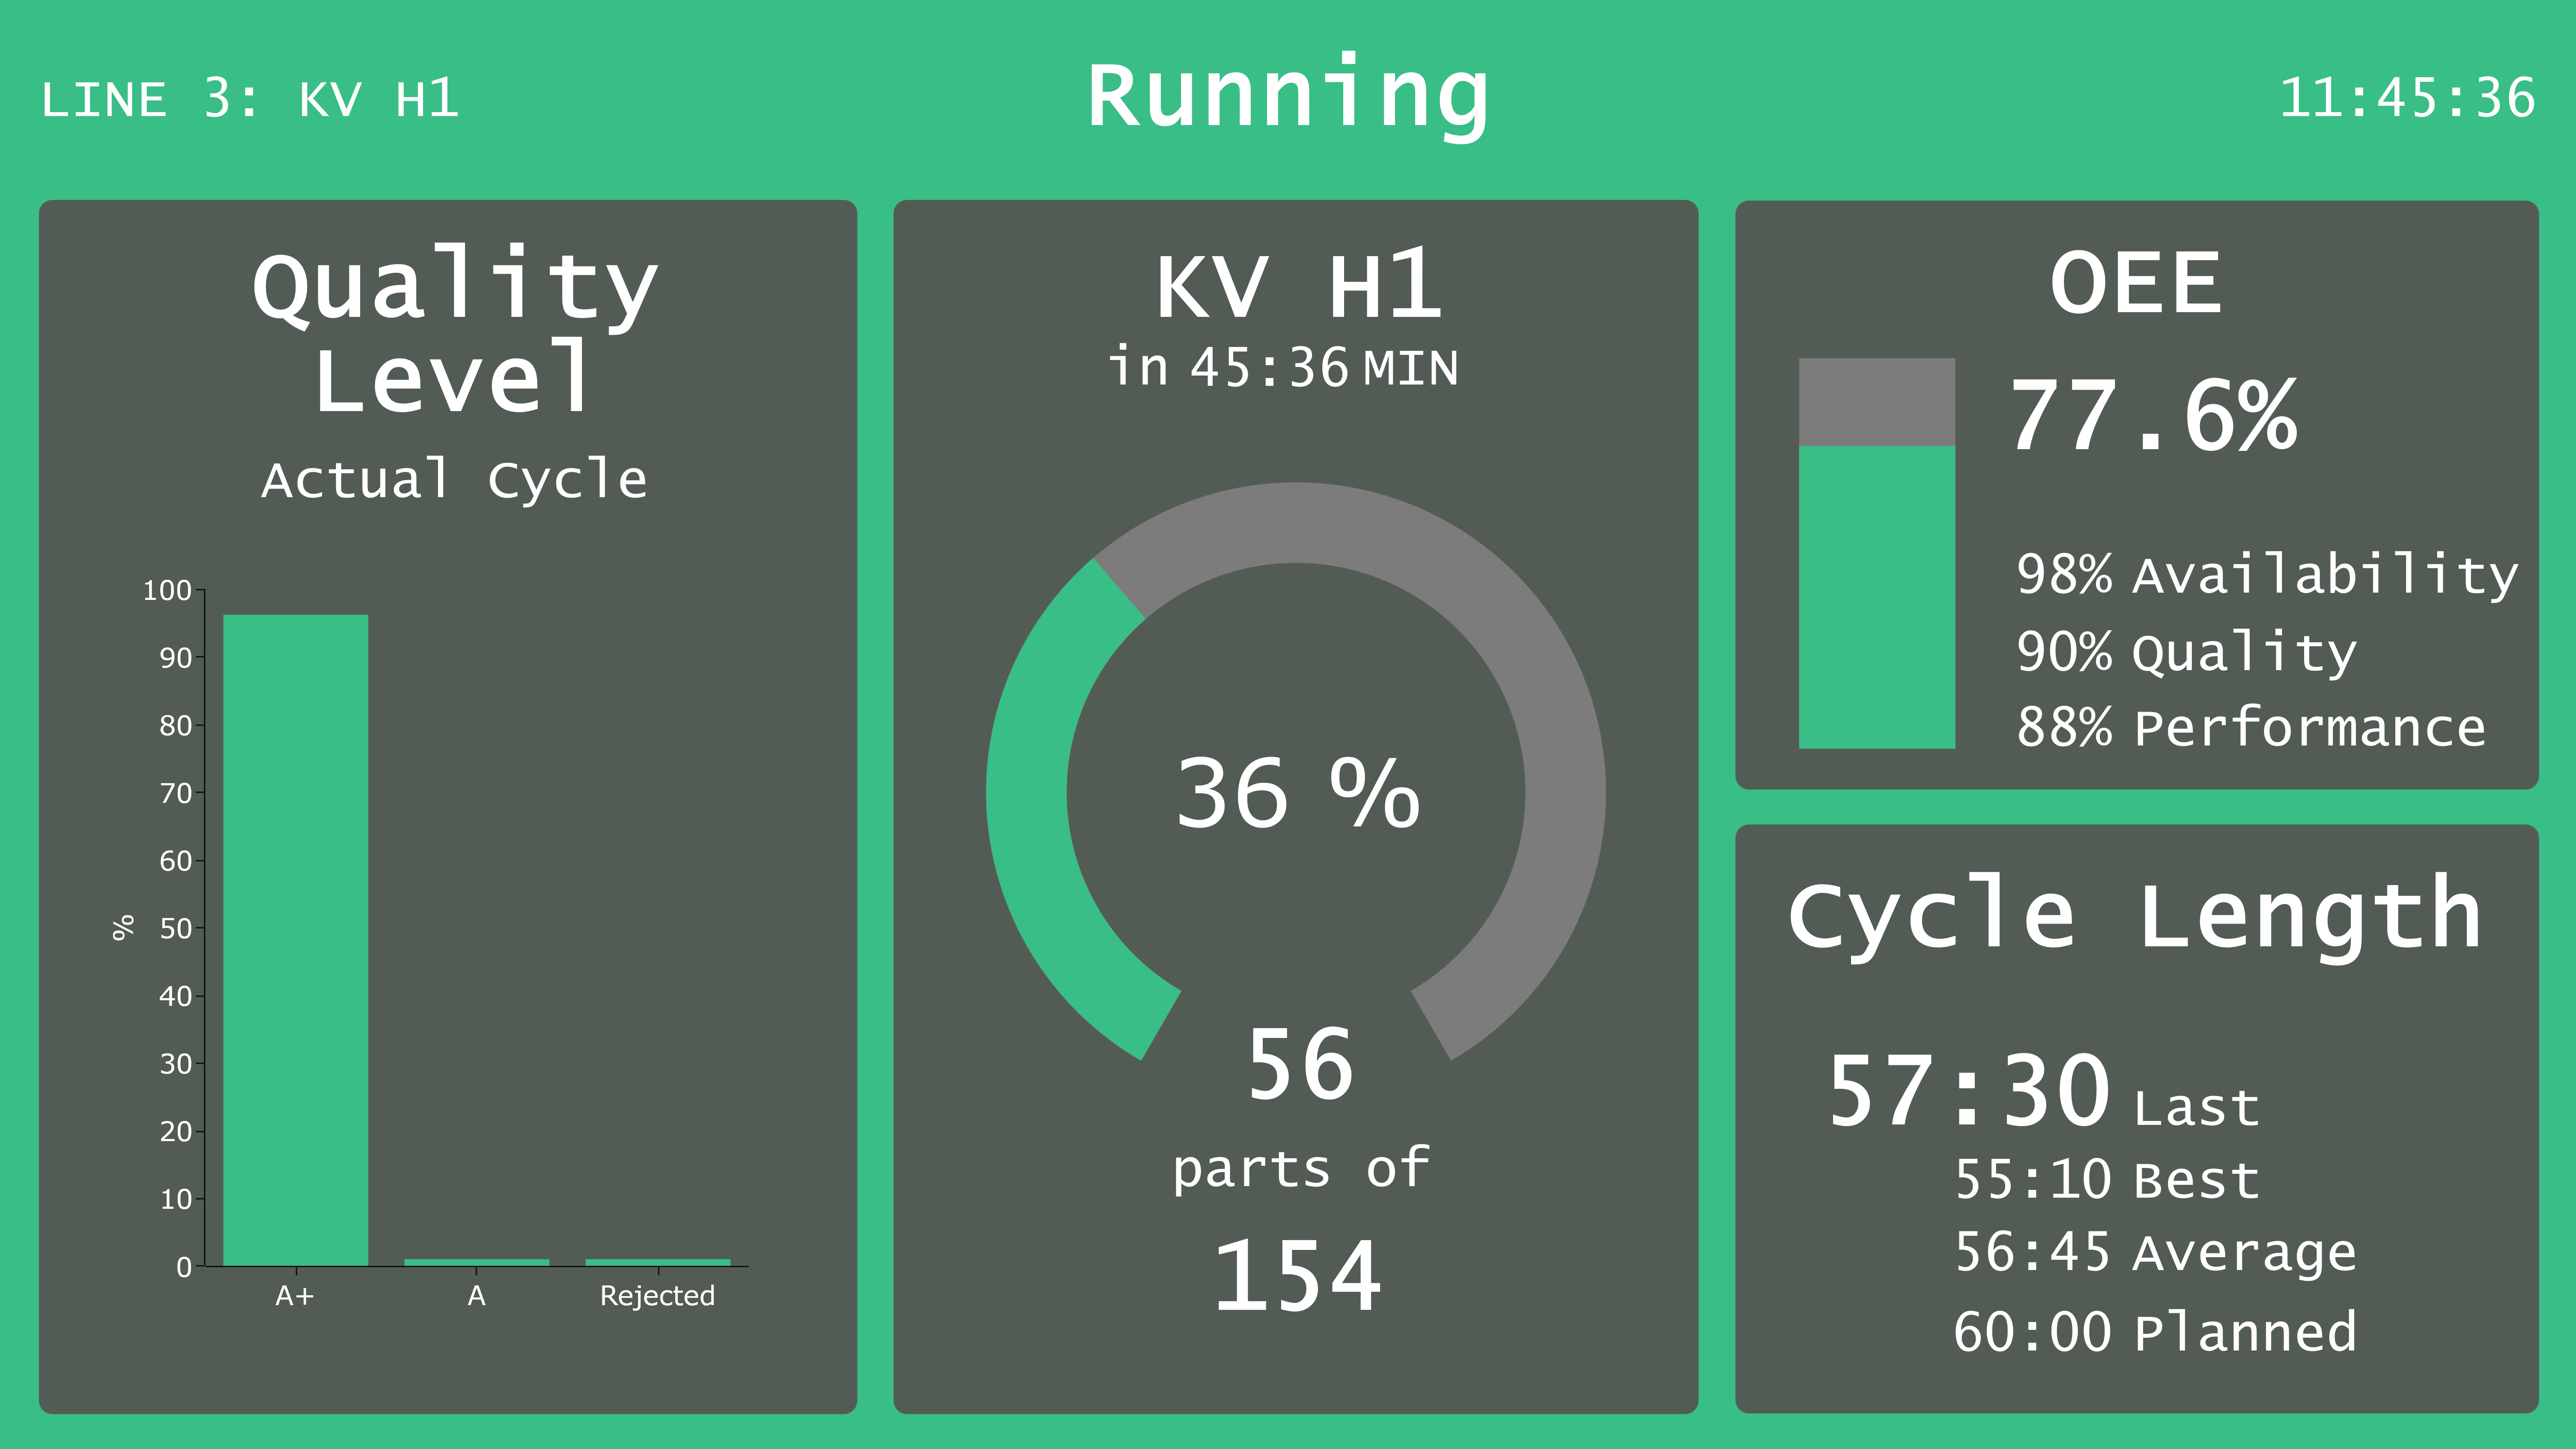 LINE 3: KV H1
Running
11:45:36
Quality
Level
Actual Cycle
100
90
80
70
60
50
40
30
20
10
0
%
A+ A Rejected
KV H1
in 45:36 MIN
36 %
56
parts of
154
OEE
77.6%
98% Availability
90% Quality
88% Performance
Cycle Length
57:30 Last
55:10 Best
56:45 Average
60:00 Planned